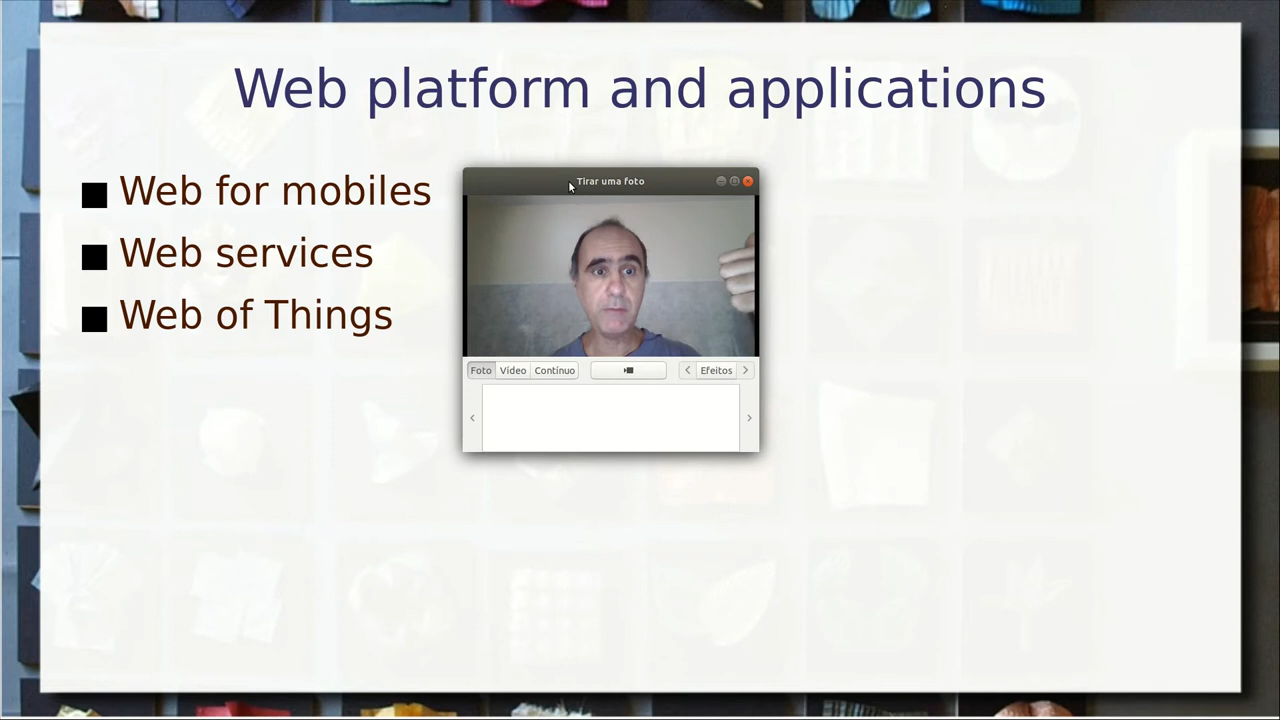 Web platform and applications
Web for mobiles
Web services
Web of Things
Tirar uma foto
Foto Vídeo Contínuo Efeitos